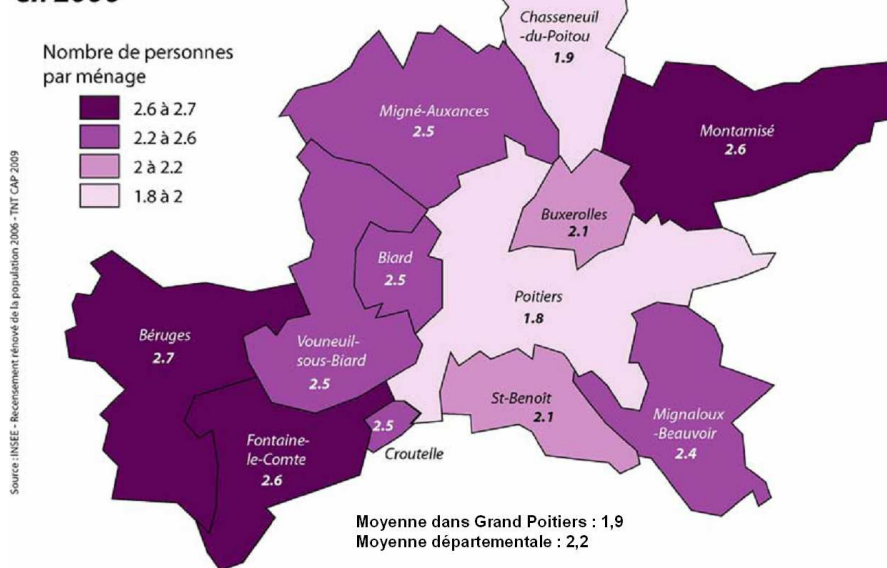 en 2006
Nombre de personnes
par ménage
2.6 à 2.7
2.2 à 2.6
2 à 2.2
1.8 à 2
Source : INSEE - Recensement rénové de la population 2006 - TNT CAP 2009
Chasseneuil
-du-Poitou
1.9
Migné-Auxances
2.5
Montamisé
2.6
Buxerolles
2.1
Biard
2.5
Poitiers
1.8
Béruges
2.7
Vouneuil-
sous-Biard
2.5
St-Benoît
2.1
Mignaloux
-Beauvoir
2.4
2.5
Croutelle
Fontaine-
le-Comte
2.6
Moyenne dans Grand Poitiers : 1,9
Moyenne départementale : 2,2